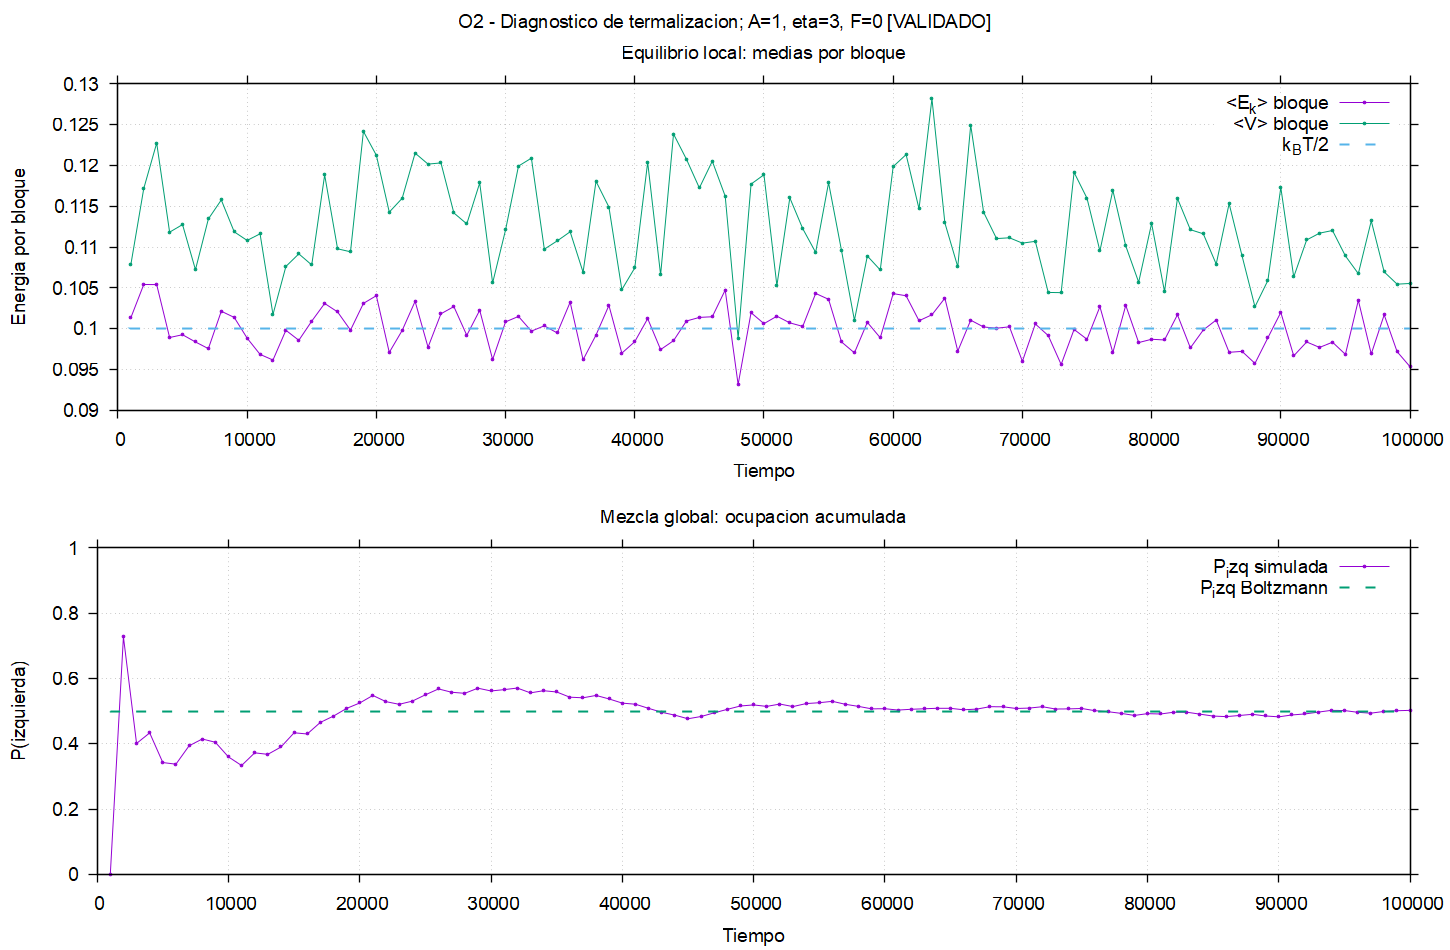 O2 - Diagnostico de termalizacion; A=1, eta=3, F=0 [VALIDADO]
Equilibrio local: medias por bloque
0.13
0.125
0.12
0.115
0.11
0.105
0.1
0.095
0.09
Energia por bloque
<E_k> bloque
<V> bloque
k_BT/2
0 10000 20000 30000 40000 50000 60000 70000 80000 90000 100000
Tiempo
Mezcla global: ocupacion acumulada
1
0.8
0.6
0.4
0.2
0
P(izquierda)
P_izq simulada
P_izq Boltzmann
0 10000 20000 30000 40000 50000 60000 70000 80000 90000 100000
Tiempo